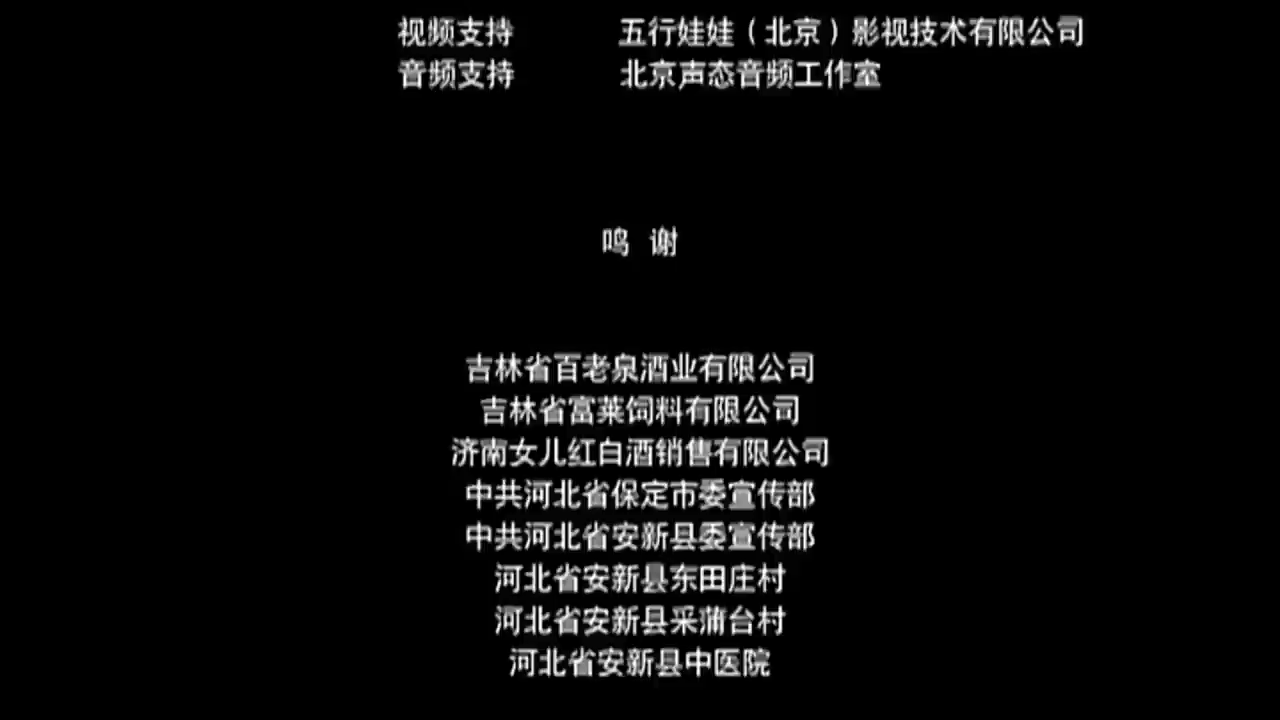 视频支持 五行娃娃（北京）影视技术有限公司
音频支持 北京声态音频工作室
鸣 谢
吉林省百老泉酒业有限公司
吉林省富莱饲料有限公司
济南女儿红白酒销售有限公司
中共河北省保定市委宣传部
中共河北省安新县委宣传部
河北省安新县东田庄村
河北省安新县采蒲台村
河北省安新县中医院